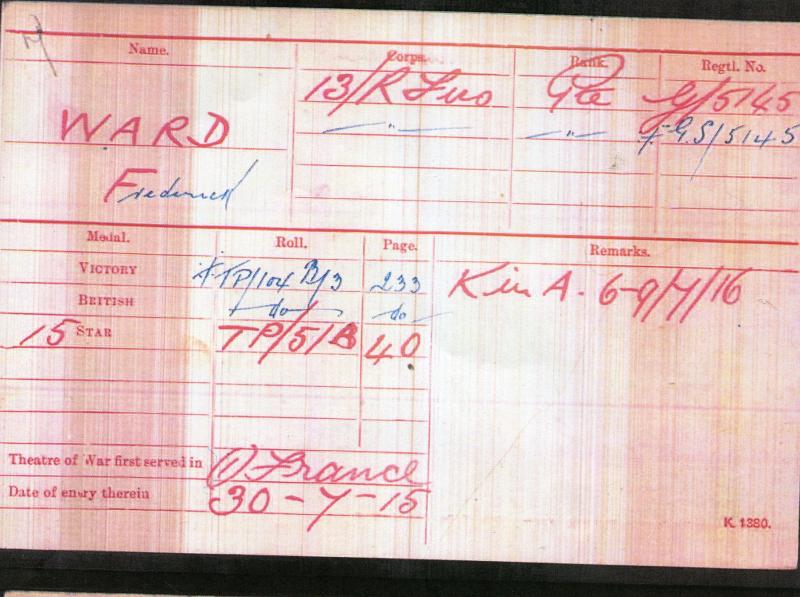 Name. Corps. Rank. Regtl. No.
WARD 13/R Fus Pte G/5145
Frederick — " — — " — G.S/5145
Medal. Roll. Page. Remarks.
VICTORY TP/104 B/3 233 K in A. 6-9/7/16
BRITISH do do
15 STAR TP/5/B 40
Theatre of War first served in (1) France
Date of entry therein 30-7-15
K. 1380.